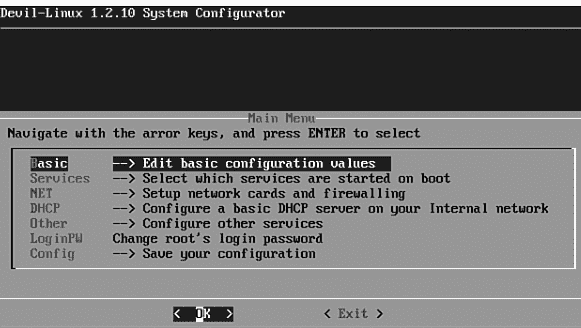 Devil-Linux 1.2.10 System Configurator
Main Menu
Navigate with the arror keys, and press ENTER to select
Basic --> Edit basic configuration values
Services --> Select which services are started on boot
NET --> Setup network cards and firewalling
DHCP --> Configure a basic DHCP server on your Internal network
Other --> Configure other services
LoginPW Change root's login password
Config --> Save your configuration
< OK > < Exit >